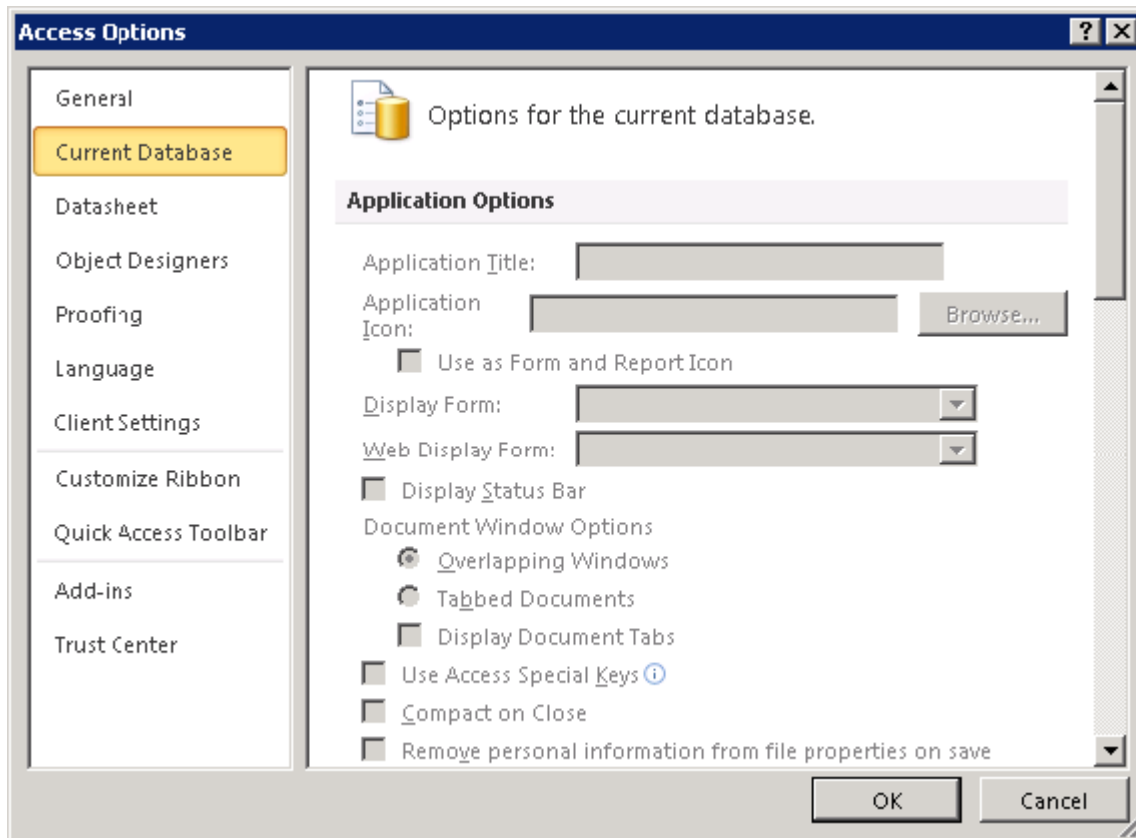 Access Options
General
Current Database
Datasheet
Object Designers
Proofing
Language
Client Settings
Customize Ribbon
Quick Access Toolbar
Add-ins
Trust Center
Options for the current database.
Application Options
Application Title:
Application
Icon:
Browse...
Use as Form and Report Icon
Display Form:
Web Display Form:
Display Status Bar
Document Window Options
Overlapping Windows
Tabbed Documents
Display Document Tabs
Use Access Special Keys
Compact on Close
Remove personal information from file properties on save
OK
Cancel